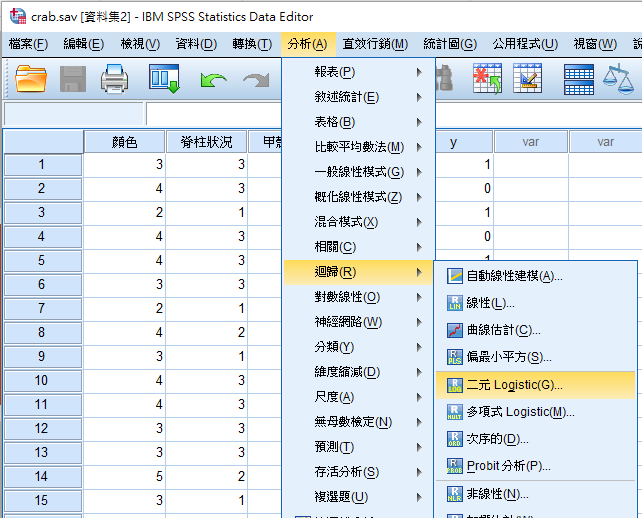 crab.sav [資料集2] - IBM SPSS Statistics Data Editor
檔案(F) 編輯(E) 檢視(V) 資料(D) 轉換(T) 分析(A) 直效行銷(M) 統計圖(G) 公用程式(U) 視窗(W)
報表(P)
敘述統計(E)
表格(B)
比較平均數法(M)
一般線性模式(G)
概化線性模式(Z)
混合模式(X)
相關(C)
迴歸(R)
對數線性(O)
神經網路(W)
分類(Y)
維度縮減(D)
尺度(A)
無母數檢定(N)
預測(T)
存活分析(S)
複選題(U)
自動線性建模(A)...
線性(L)...
曲線估計(C)...
偏最小平方(S)...
二元 Logistic(G)...
多項式 Logistic(M)...
次序的(D)...
Probit 分析(P)...
非線性(N)...
顏色 脊柱狀況 y var var
1 3 3 1
2 4 3 0
3 2 1 1
4 4 3 0
5 4 3 1
6 3 3
7 2 1
8 4 2
9 3 1
10 4 3
11 4 3
12 3 3
13 3 3
14 5 2
15 3 1